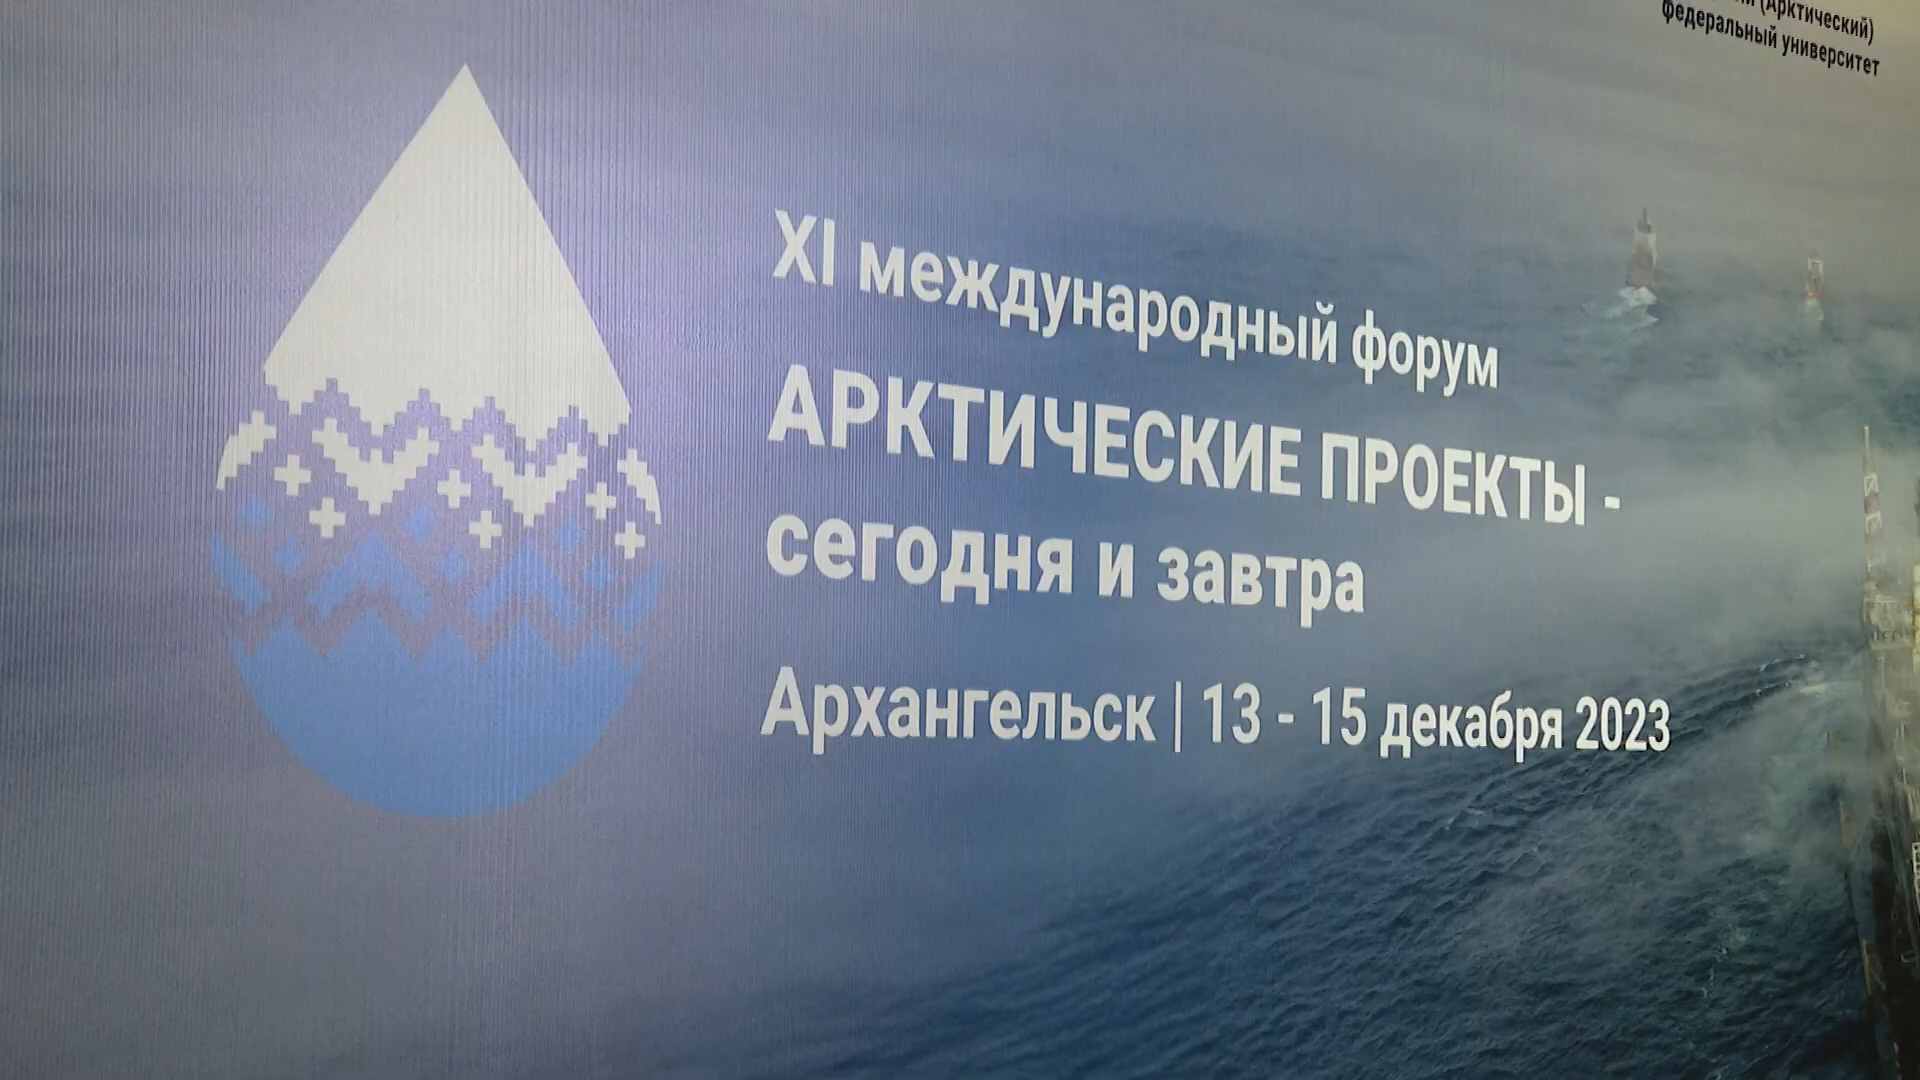 (Арктический)
федеральный университет
XI международный форум
АРКТИЧЕСКИЕ ПРОЕКТЫ -
сегодня и завтра
Архангельск | 13 - 15 декабря 2023